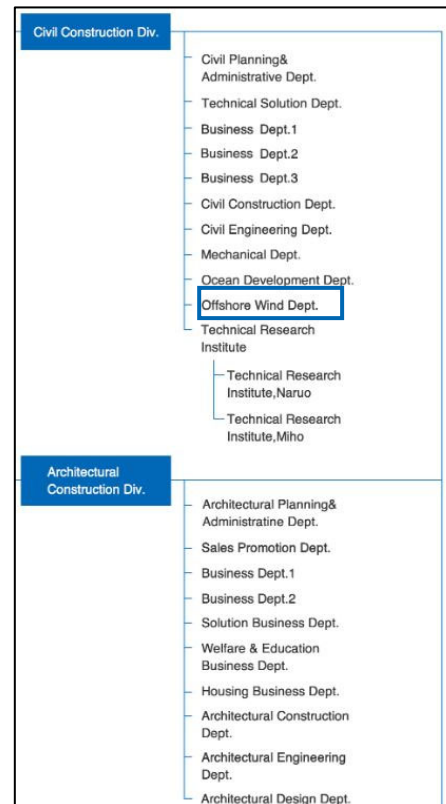 Civil Construction Div.
Civil Planning&
Administrative Dept.
Technical Solution Dept.
Business Dept.1
Business Dept.2
Business Dept.3
Civil Construction Dept.
Civil Engineering Dept.
Mechanical Dept.
Ocean Development Dept.
Offshore Wind Dept.
Technical Research
Institute
Technical Research
Institute,Naruo
Technical Research
Institute,Miho
Architectural
Construction Div.
Architectural Planning&
Administratine Dept.
Sales Promotion Dept.
Business Dept.1
Business Dept.2
Solution Business Dept.
Welfare & Education
Business Dept.
Housing Business Dept.
Architectural Construction
Dept.
Architectural Engineering
Dept.
Architectural Design Dept.